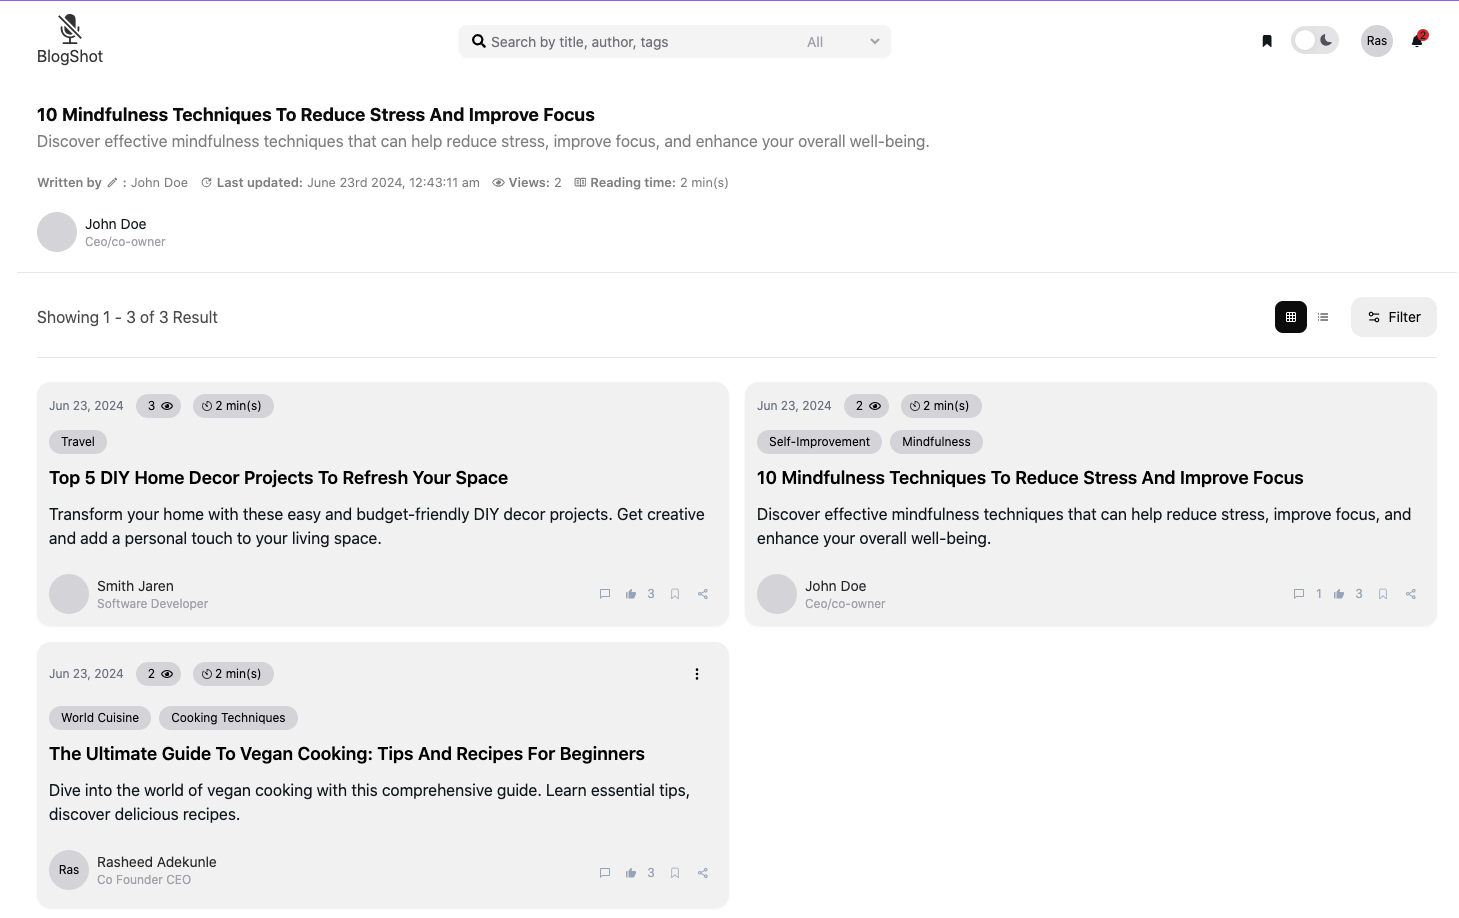 BlogShot
Search by title, author, tags
All
Ras
2
10 Mindfulness Techniques To Reduce Stress And Improve Focus
Discover effective mindfulness techniques that can help reduce stress, improve focus, and enhance your overall well-being.
Written by : John Doe Last updated: June 23rd 2024, 12:43:11 am Views: 2 Reading time: 2 min(s)
John Doe
Ceo/co-owner
Showing 1 - 3 of 3 Result
Filter
Jun 23, 2024 3 2 min(s)
Travel
Top 5 DIY Home Decor Projects To Refresh Your Space
Transform your home with these easy and budget-friendly DIY decor projects. Get creative
and add a personal touch to your living space.
Smith Jaren
Software Developer
3
Jun 23, 2024 2 2 min(s)
Self-Improvement Mindfulness
10 Mindfulness Techniques To Reduce Stress And Improve Focus
Discover effective mindfulness techniques that can help reduce stress, improve focus, and
enhance your overall well-being.
John Doe
Ceo/co-owner
1 3
Jun 23, 2024 2 2 min(s)
World Cuisine Cooking Techniques
The Ultimate Guide To Vegan Cooking: Tips And Recipes For Beginners
Dive into the world of vegan cooking with this comprehensive guide. Learn essential tips,
discover delicious recipes.
Ras
Rasheed Adekunle
Co Founder CEO
3